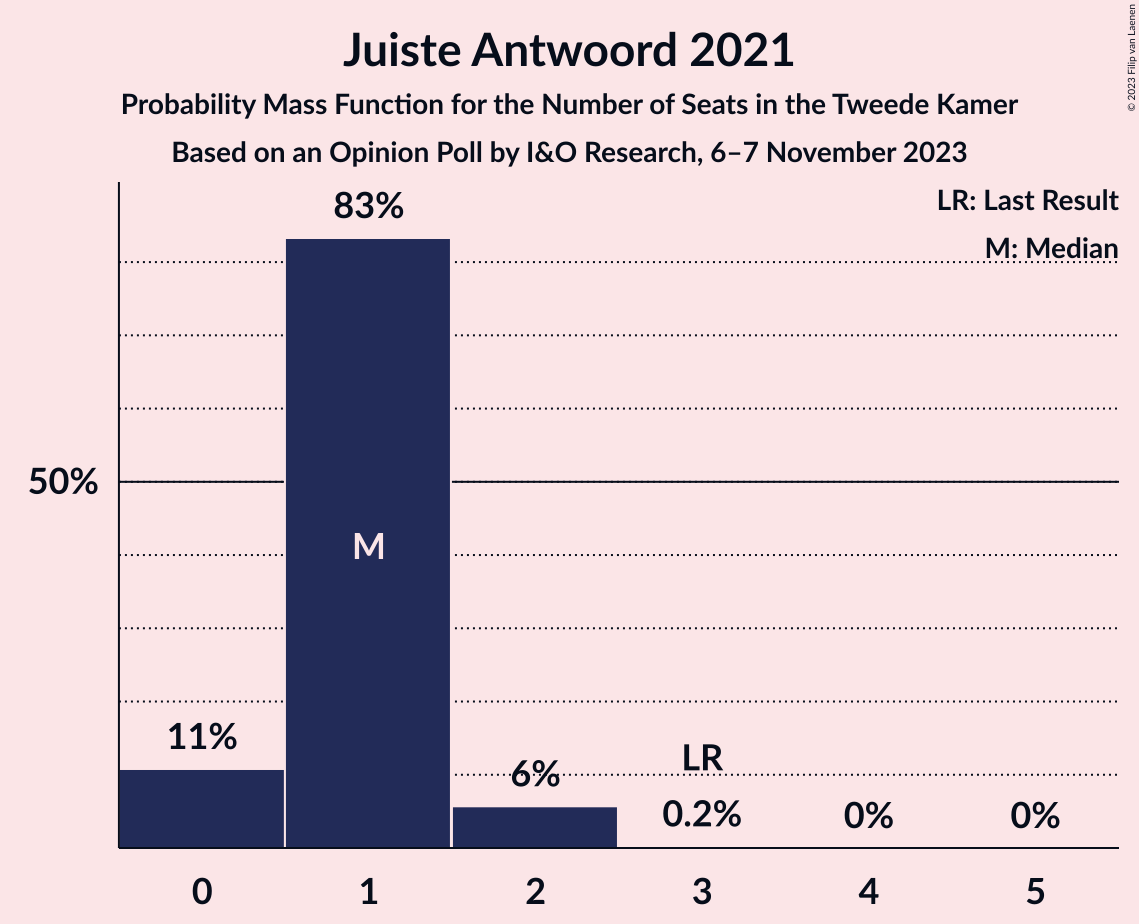 Juiste Antwoord 2021
Probability Mass Function for the Number of Seats in the Tweede Kamer
Based on an Opinion Poll by I&O Research, 6–7 November 2023
© 2023 Filip van Laenen
LR: Last Result
M: Median
83%
50%
M
11%
6%
LR
0.2%
0%
0%
0 1 2 3 4 5